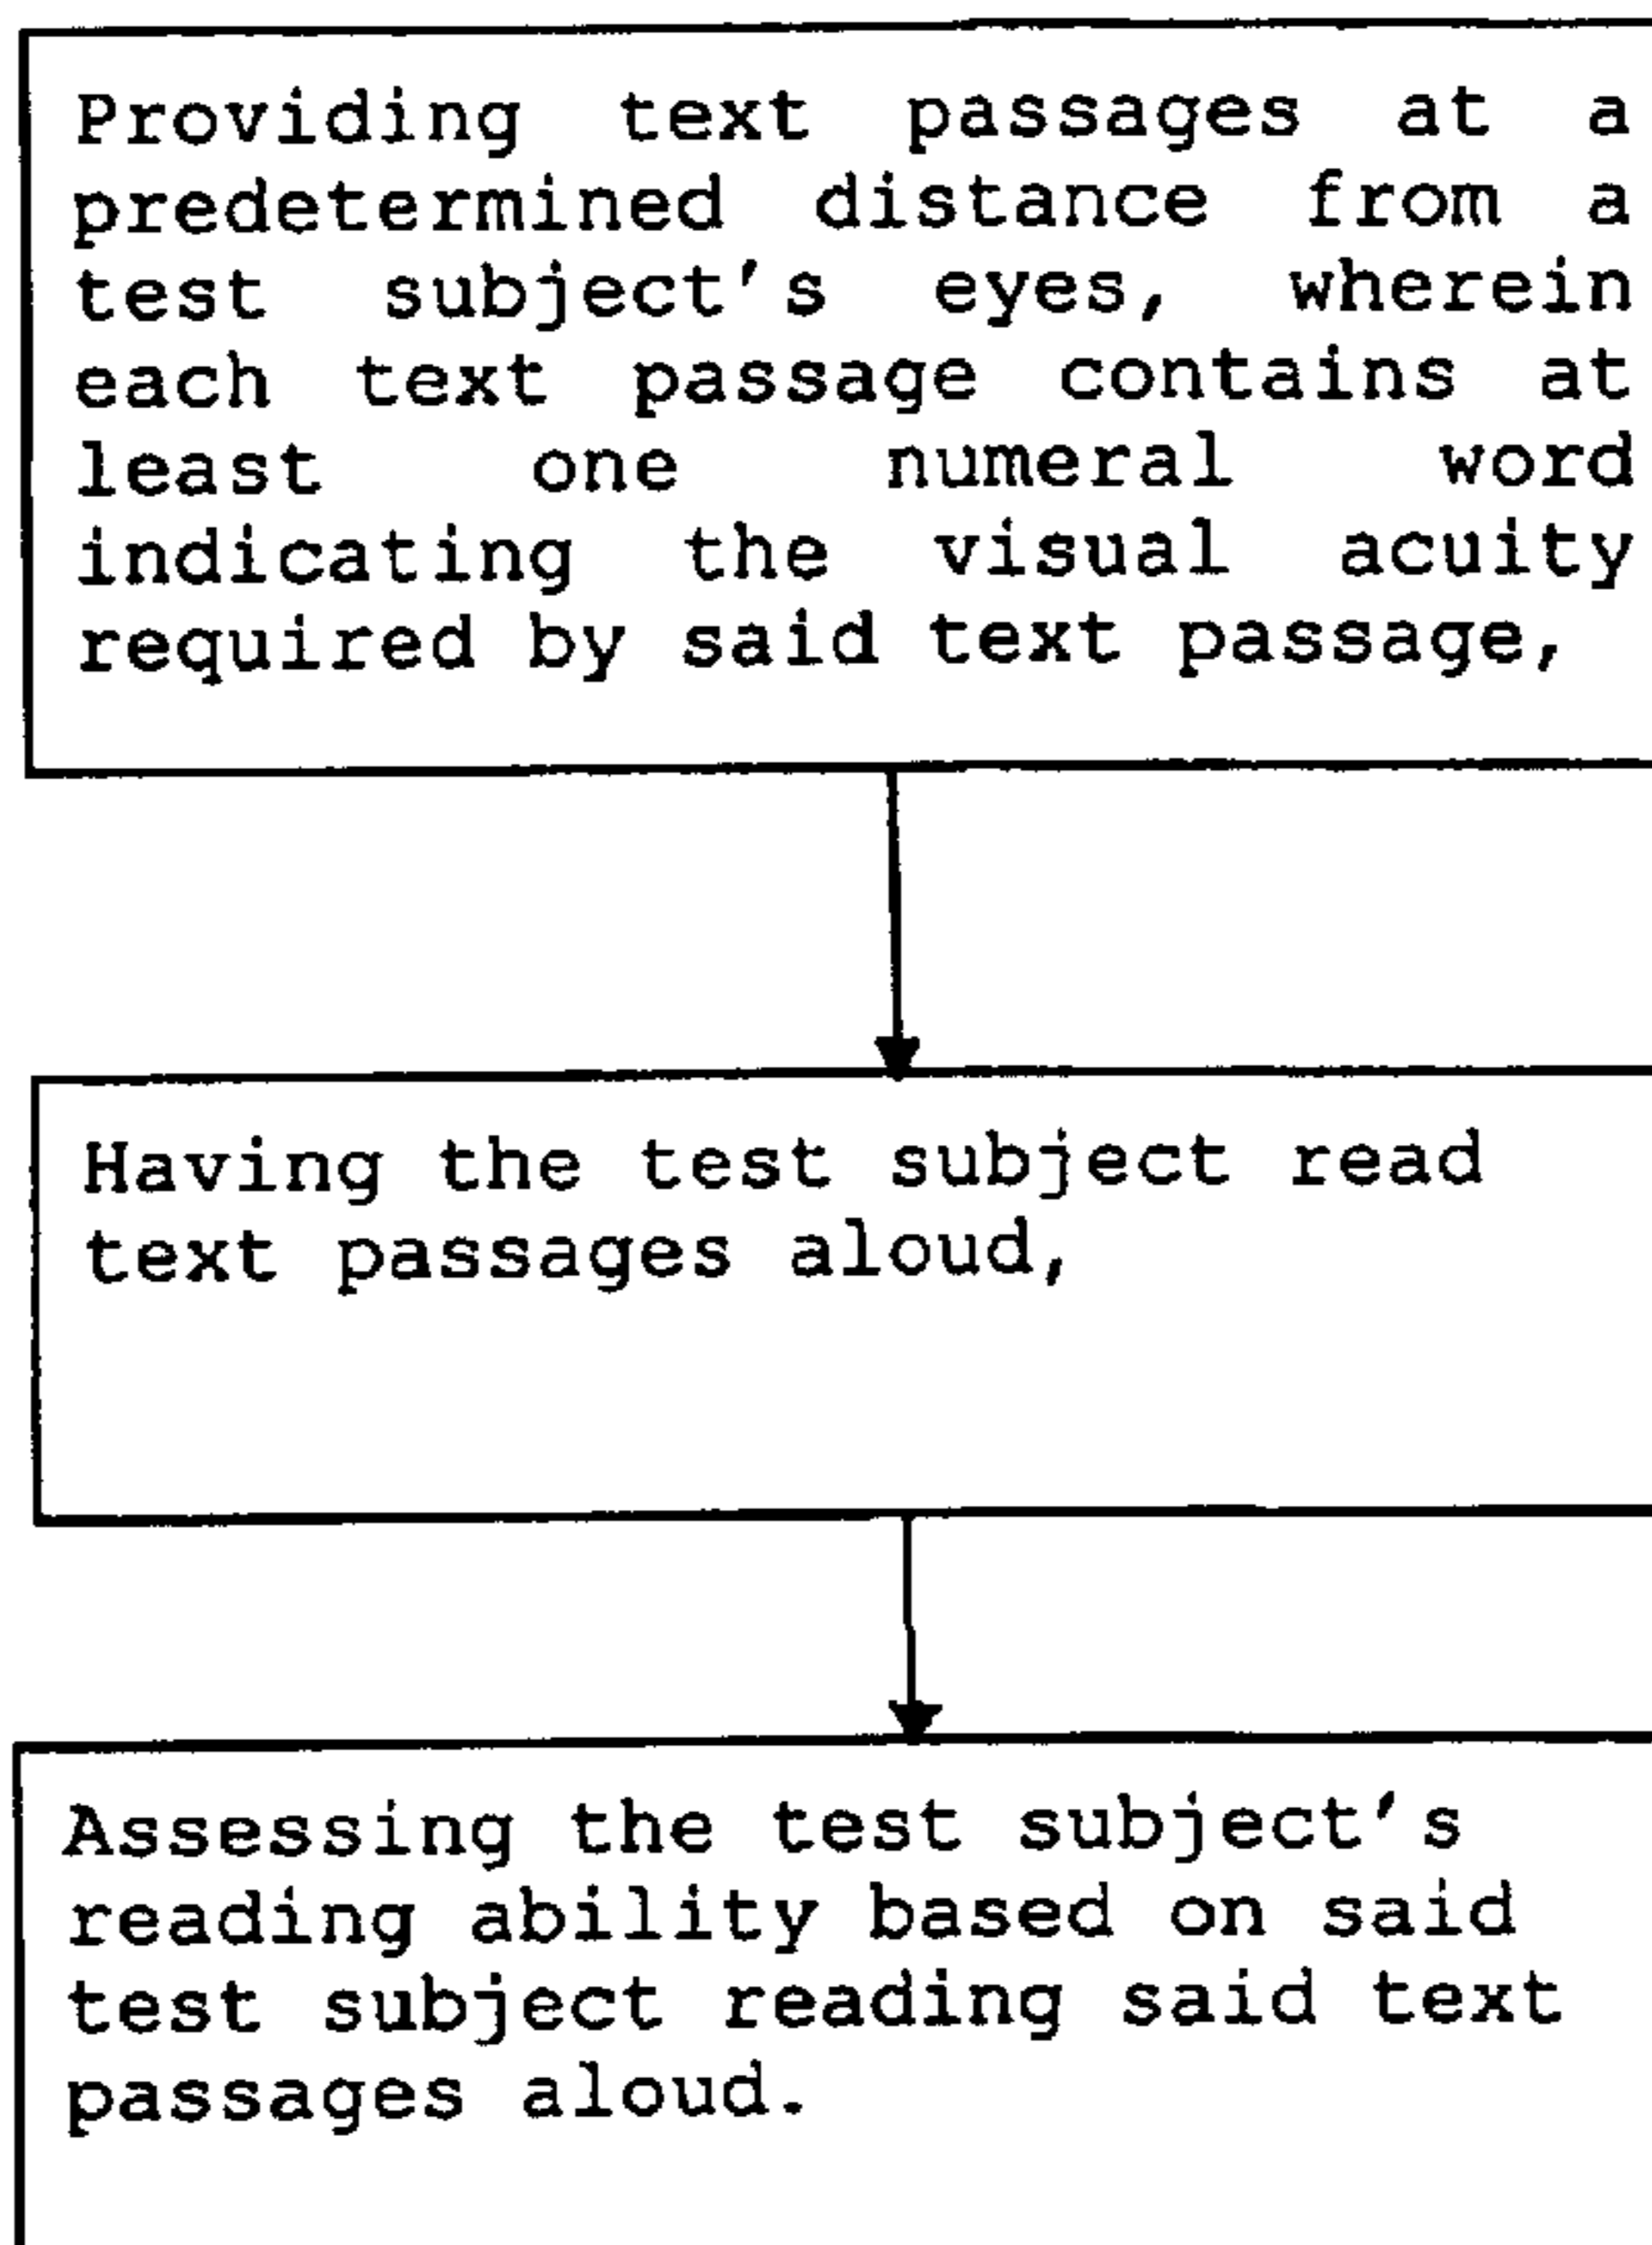 Providing text passages at a
predetermined distance from a
test subject's eyes, wherein
each text passage contains at
least one numeral word
indicating the visual acuity
required by said text passage,
Having the test subject read
text passages aloud,
Assessing the test subject's
reading ability based on said
test subject reading said text
passages aloud.